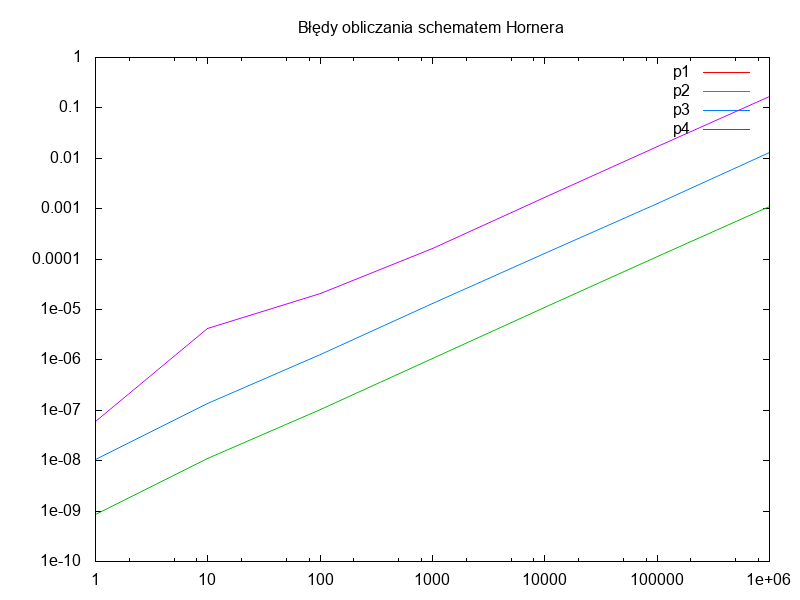 Błędy obliczania schematem Hornera
1
p1
p2
0.1
p3
p4
0.01
0.001
0.0001
1e-05
1e-06
1e-07
1e-08
1e-09
1e-10
1 10 100 1000 10000 100000 1e+06